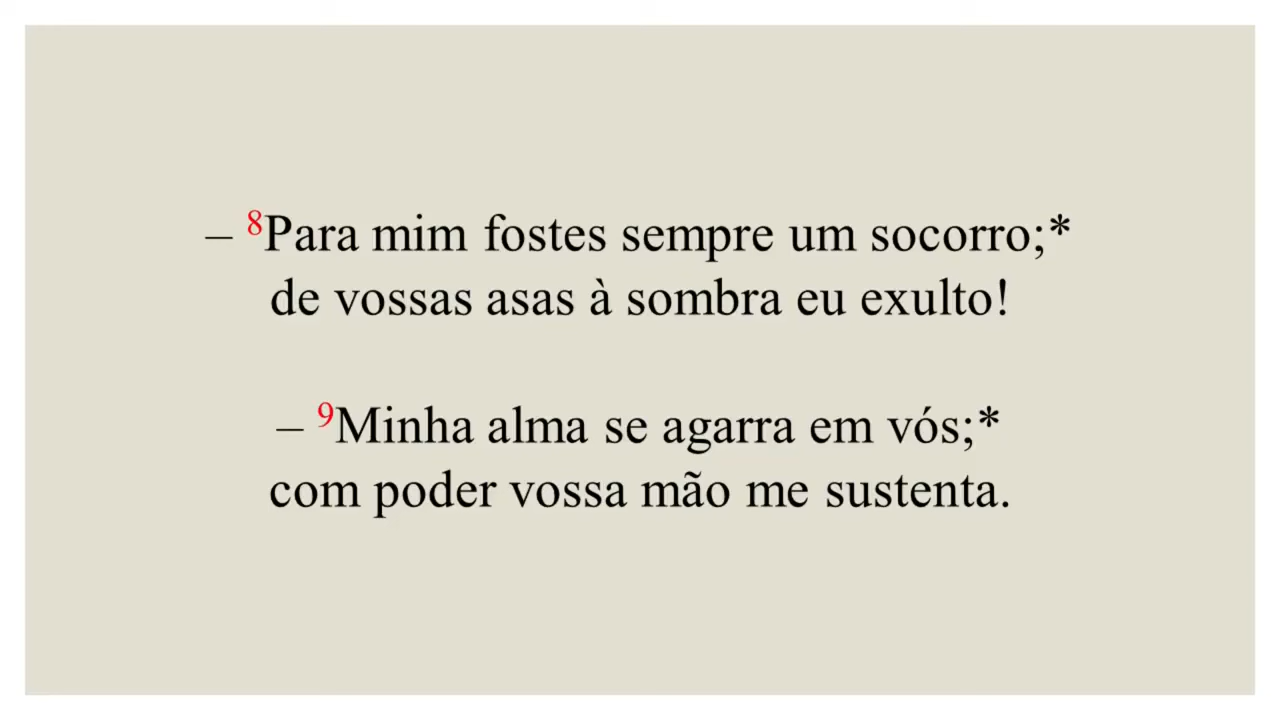 – ⁸Para mim fostes sempre um socorro;*
de vossas asas à sombra eu exulto!
– ⁹Minha alma se agarra em vós;*
com poder vossa mão me sustenta.